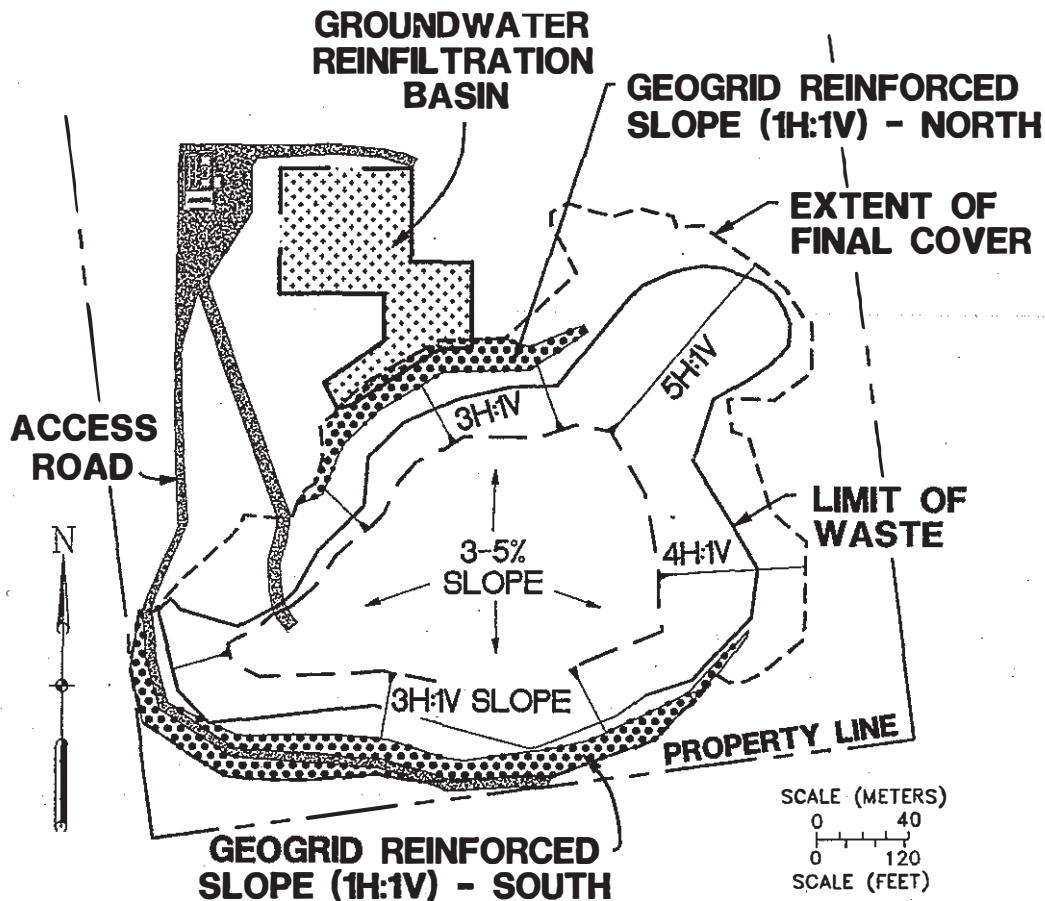 GROUNDWATER
REINFILTRATION
BASIN
GEOGRID REINFORCED
SLOPE (1H:1V) - NORTH
EXTENT OF
FINAL COVER
5H:1V
3H:1V
ACCESS
ROAD
LIMIT OF
WASTE
N
3-5%
SLOPE
4H:1V
3H:1V SLOPE
PROPERTY LINE
SCALE (METERS)
0 40
0 120
SCALE (FEET)
GEOGRID REINFORCED
SLOPE (1H:1V) - SOUTH